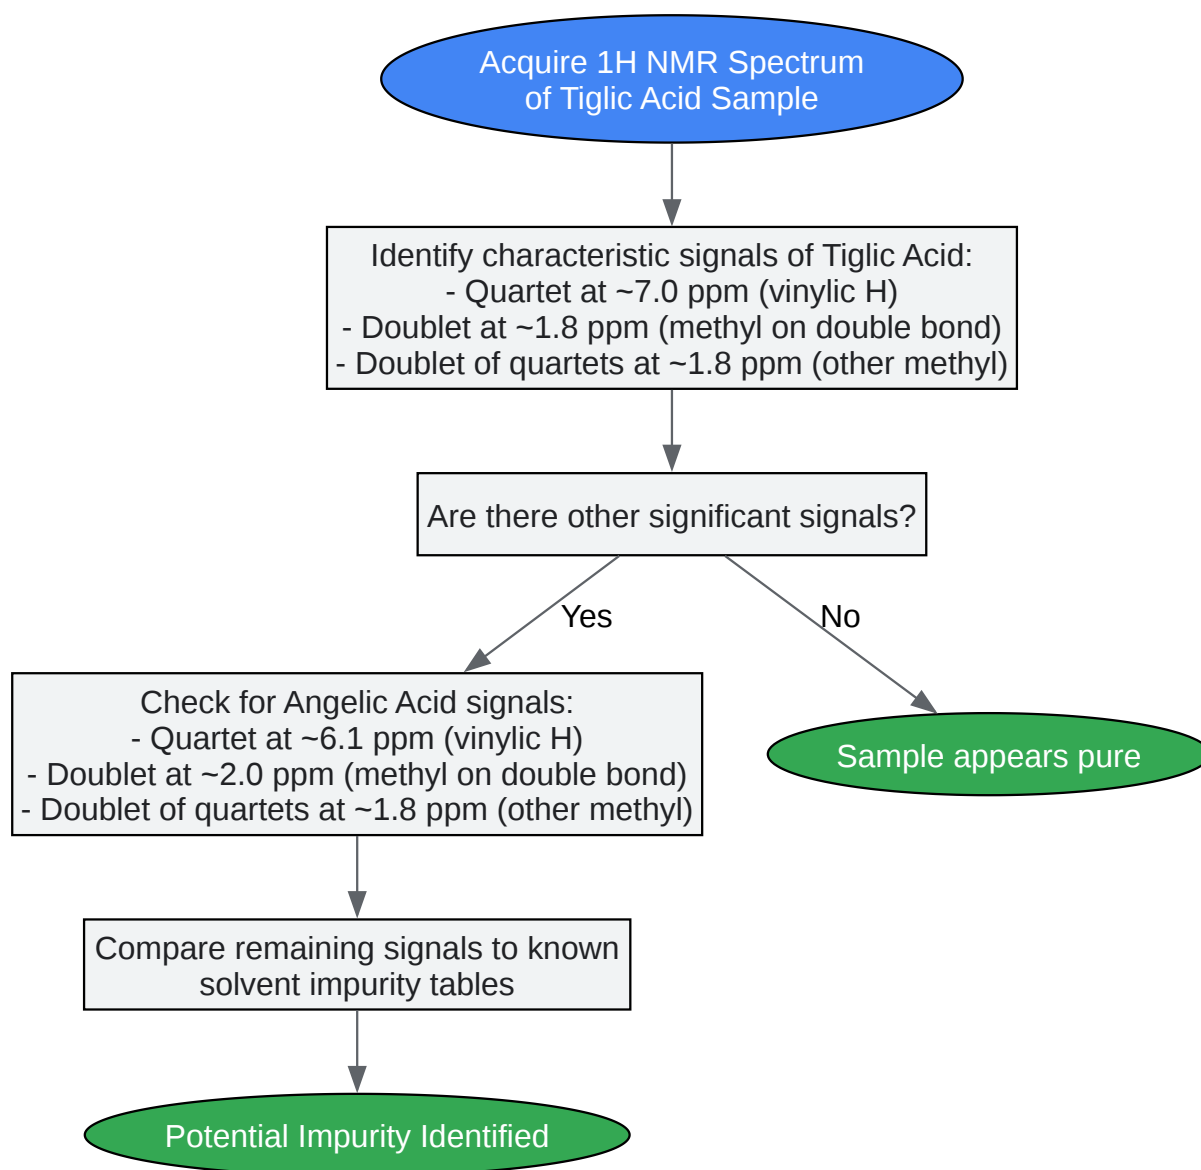 Acquire 1H NMR Spectrum
of Tiglic Acid Sample
Identify characteristic signals of Tiglic Acid:
- Quartet at ~7.0 ppm (vinylic H)
- Doublet at ~1.8 ppm (methyl on double bond)
- Doublet of quartets at ~1.8 ppm (other methyl)
Are there other significant signals?
Yes
No
Check for Angelic Acid signals:
- Quartet at ~6.1 ppm (vinylic H)
- Doublet at ~2.0 ppm (methyl on double bond)
- Doublet of quartets at ~1.8 ppm (other methyl)
Sample appears pure
Compare remaining signals to known
solvent impurity tables
Potential Impurity Identified